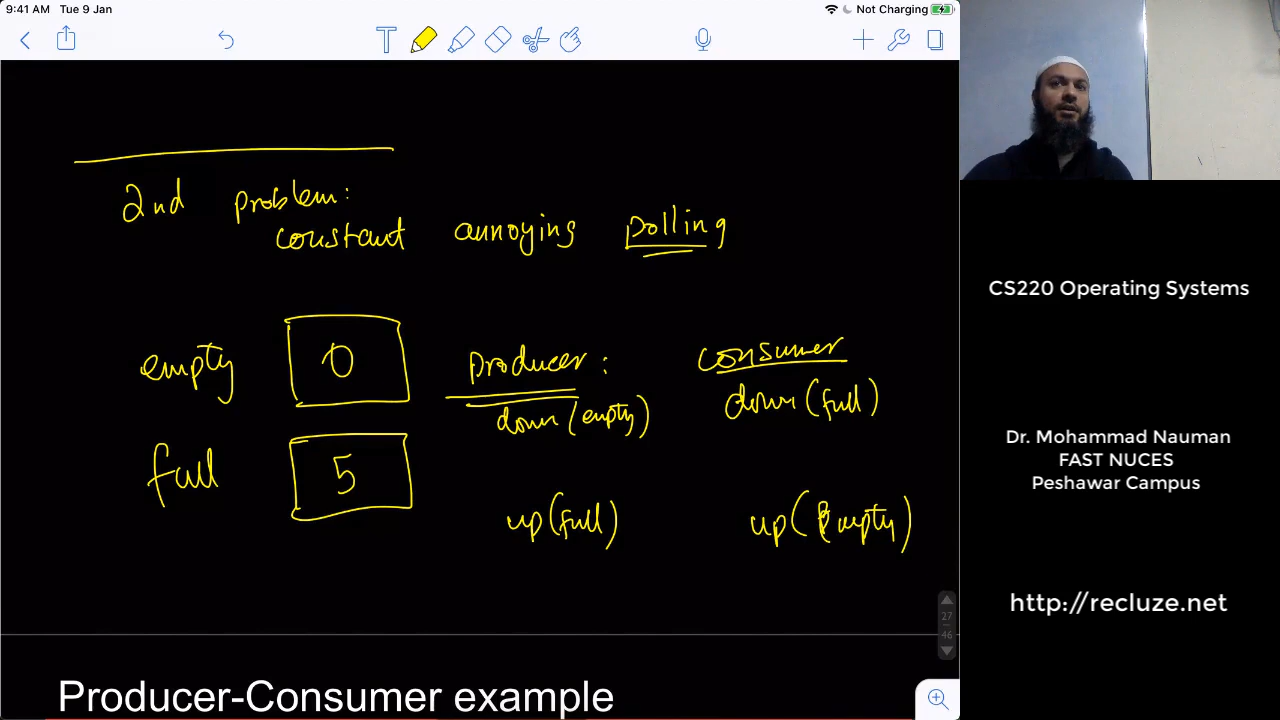 9:41 AM Tue 9 Jan
Not Charging
2nd problem:
constant annoying polling
empty 0
full 5
producer:
down(empty)
up(full)
consumer
down(full)
up(empty)
27
46
Producer-Consumer example
CS220 Operating Systems
Dr. Mohammad Nauman
FAST NUCES
Peshawar Campus
http://recluze.net